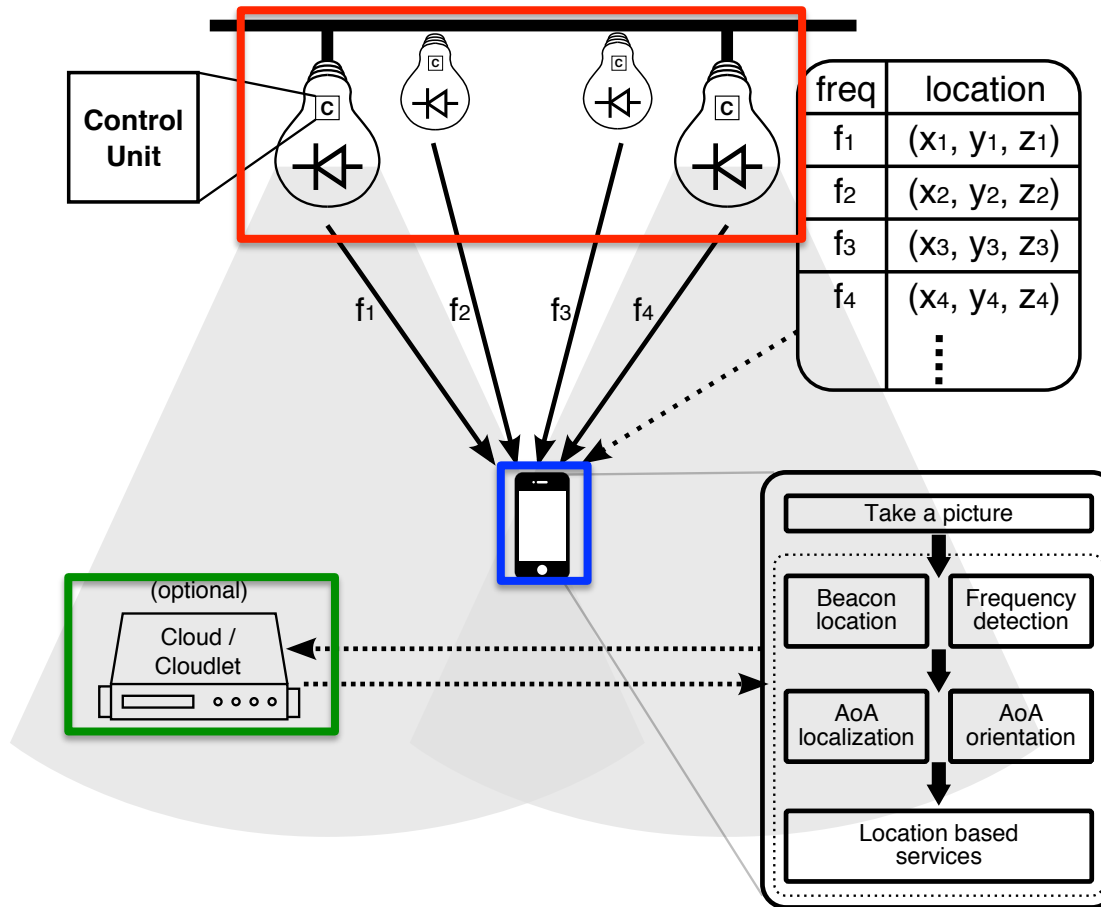 Control
Unit
C
C
C
C
freq location
f1 (x1, y1, z1)
f2 (x2, y2, z2)
f3 (x3, y3, z3)
f4 (x4, y4, z4)
f1
f2
f3
f4
Take a picture
Beacon
location
Frequency
detection
AoA
localization
AoA
orientation
Location based
services
(optional)
Cloud /
Cloudlet